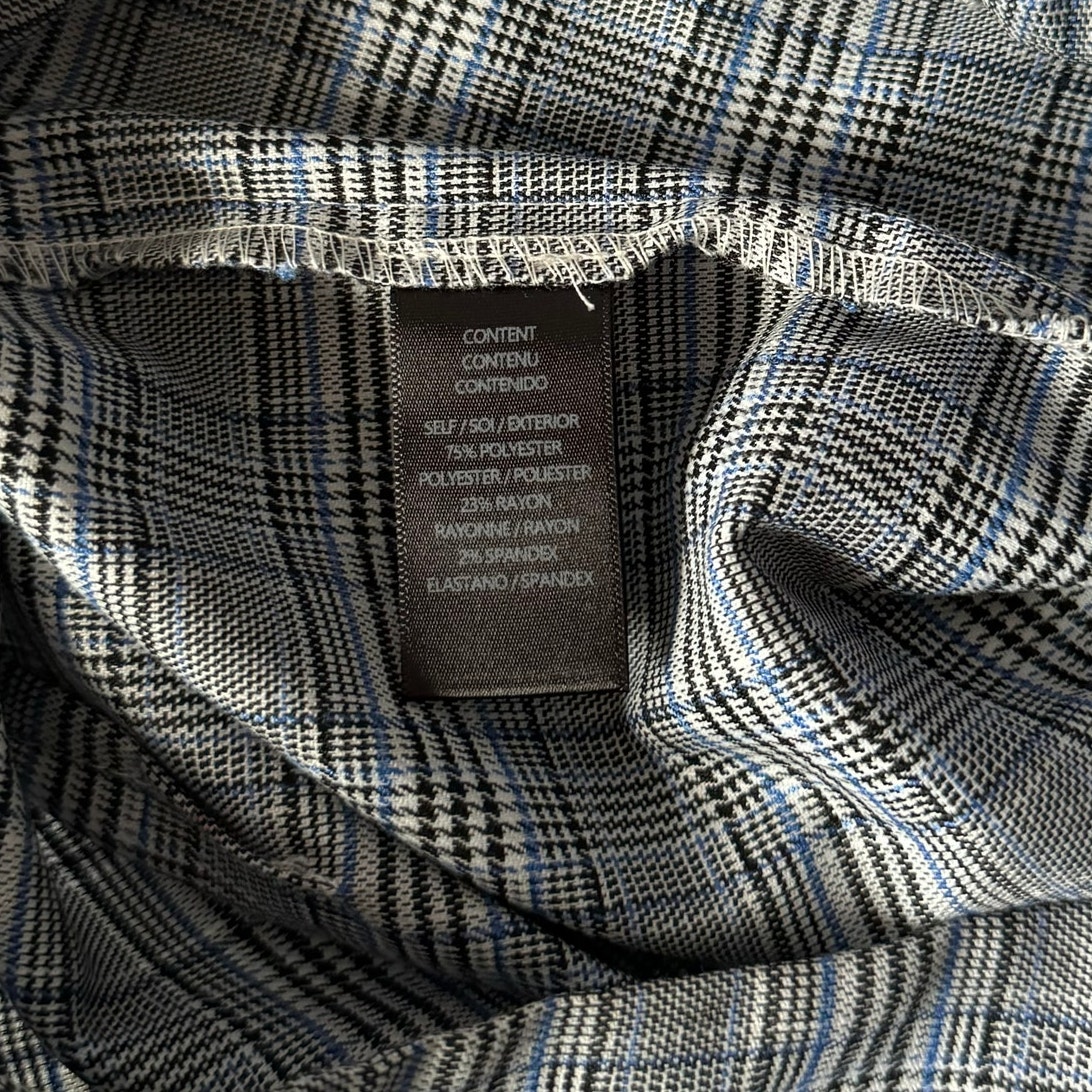 CONTENT
CONTENU
CONTENIDO
SELF / SOI / EXTERIOR
75% POLYESTER
POLYESTER / POLIESTER
23% RAYON
RAYONNE / RAYON
2% SPANDEX
ELASTANO / SPANDEX